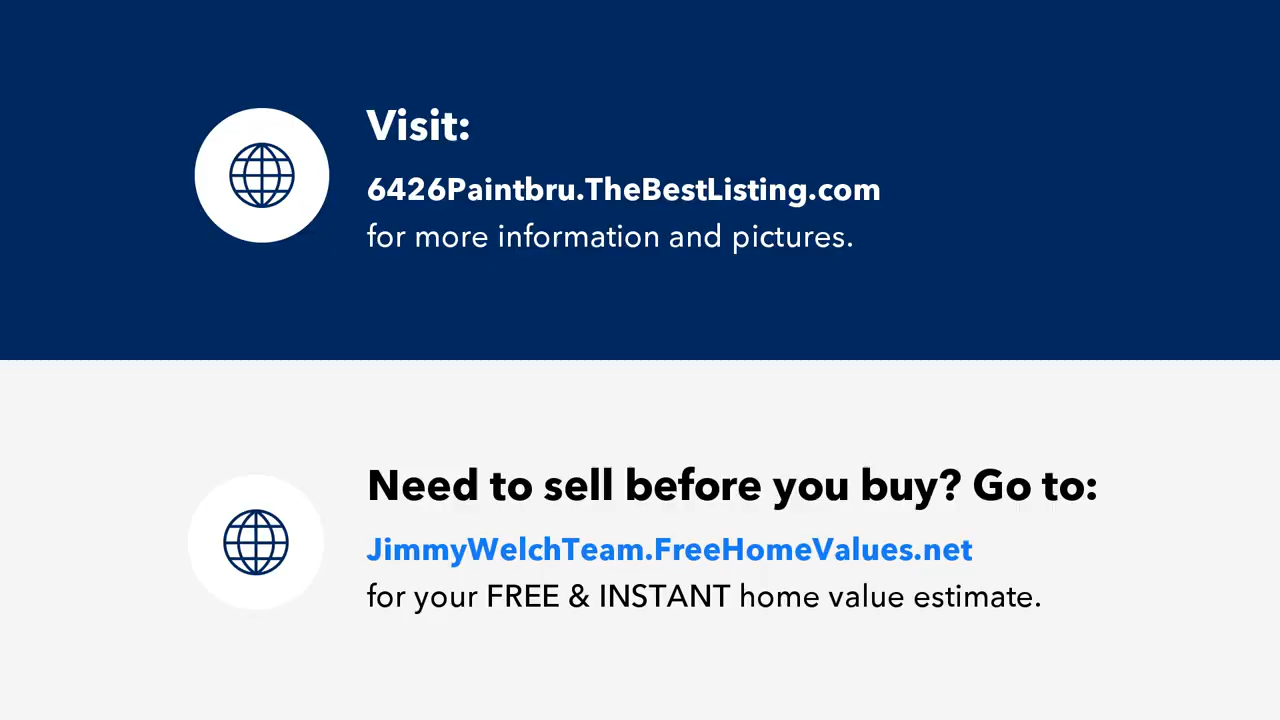 Visit:
6426Paintbru.TheBestListing.com
for more information and pictures.
Need to sell before you buy? Go to:
JimmyWelchTeam.FreeHomeValues.net
for your FREE & INSTANT home value estimate.